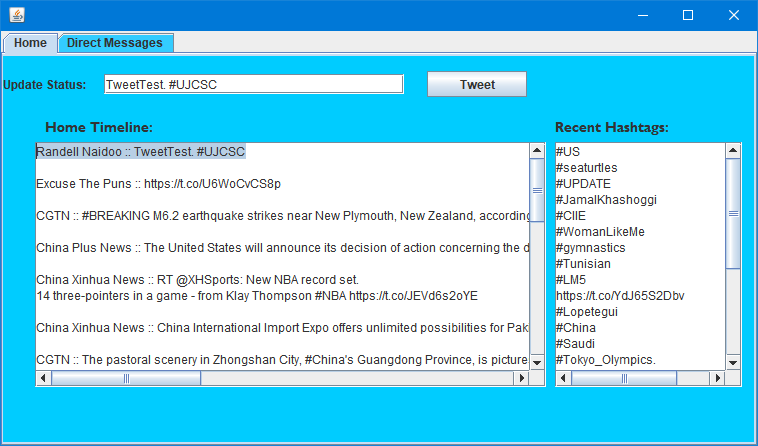 Home Direct Messages
Update Status: TweetTest. #UJCSC Tweet
Home Timeline:
Randell Naidoo :: TweetTest. #UJCSC
Excuse The Puns :: https://t.co/U6WoCvCS8p
CGTN :: #BREAKING M6.2 earthquake strikes near New Plymouth, New Zealand, according
China Plus News :: The United States will announce its decision of action concerning the d
China Xinhua News :: RT @XHSports: New NBA record set.
14 three-pointers in a game - from Klay Thompson #NBA https://t.co/JEVd6s2oYE
China Xinhua News :: China International Import Expo offers unlimited possibilities for Pak
CGTN :: The pastoral scenery in Zhongshan City, #China's Guangdong Province, is picture
Recent Hashtags:
#US
#seaturtles
#UPDATE
#JamalKhashoggi
#CIIE
#WomanLikeMe
#gymnastics
#Tunisian
#LM5
https://t.co/YdJ65S2Dbv
#Lopetegui
#China
#Saudi
#Tokyo_Olympics.